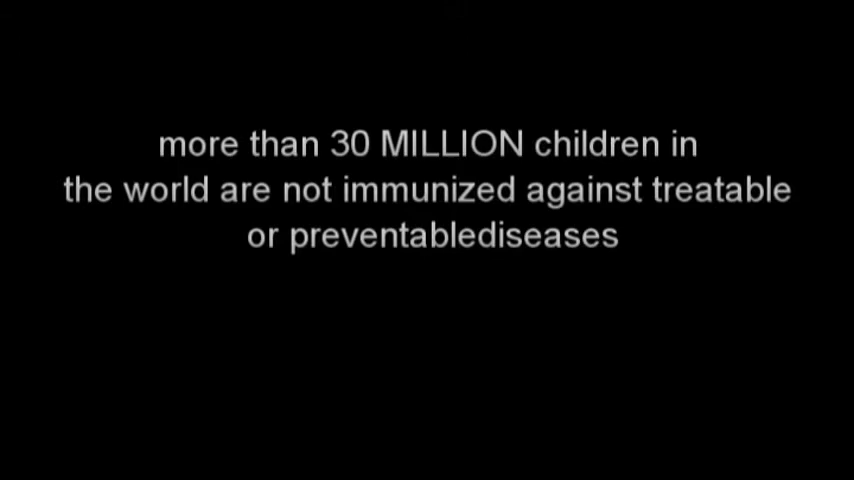 more than 30 MILLION children in
the world are not immunized against treatable
or preventablediseases